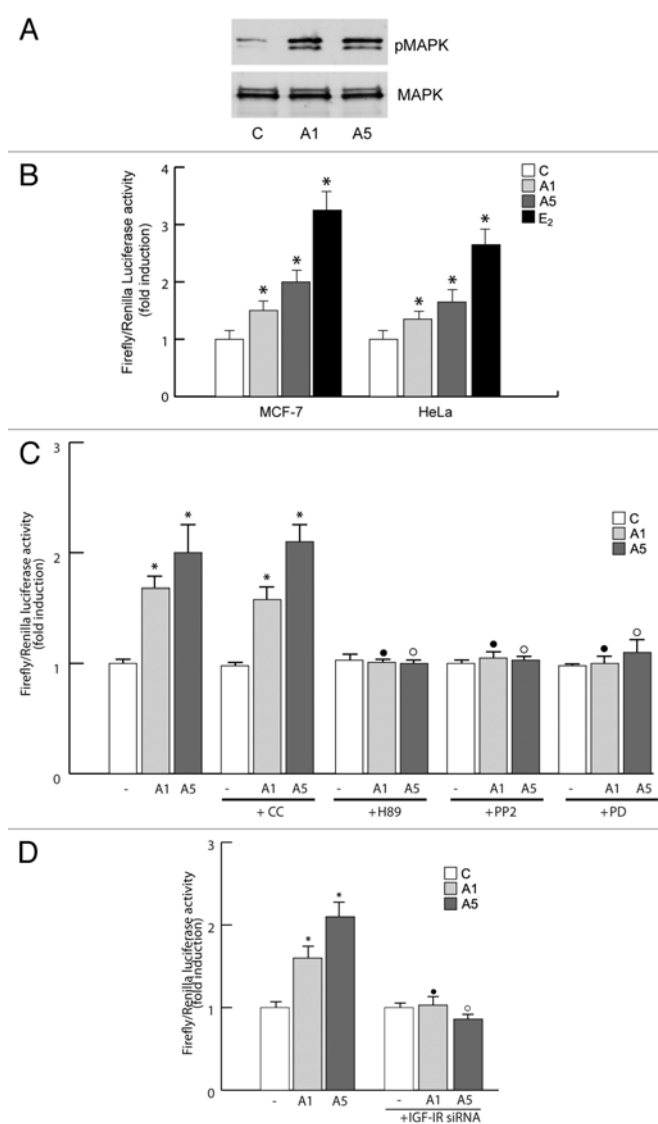 A
pMAPK
MAPK
C A1 A5
B
Firefly/Renilla Luciferase activity
(fold induction)
4
3
2
1
0
* * * * * *
C
A1
A5
E2
MCF-7 HeLa
C
Firefly/Renilla luciferase activity
(fold induction)
3
2
1
0
* * * *
C
A1
A5
- A1 A5 - A1 A5 - A1 A5 - A1 A5 - A1 A5
+ CC +H89 +PP2 +PD
D
Firefly/Renilla luciferase activity
(fold induction)
3
2
1
0
* *
C
A1
A5
- A1 A5 - A1 A5
+IGF-IR siRNA